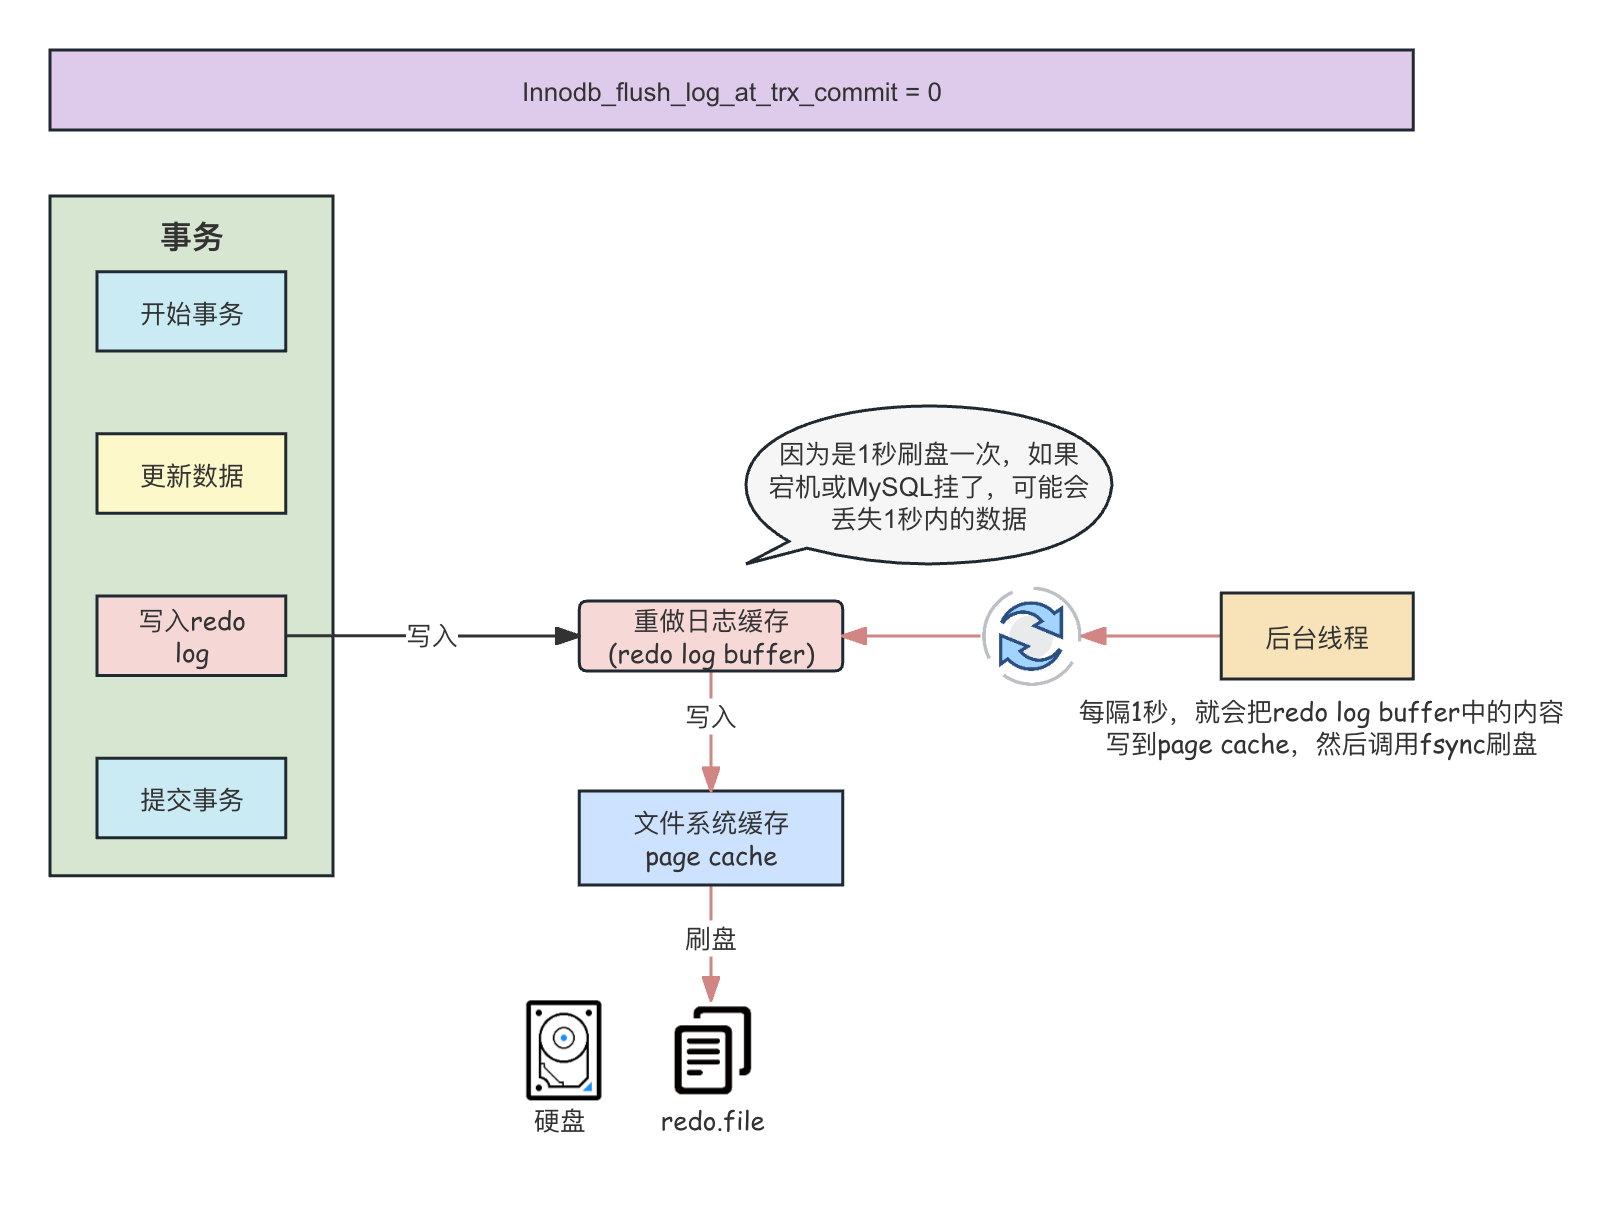 Innodb_flush_log_at_trx_commit = 0
事务
开始事务
更新数据
因为是1秒刷盘一次，如果
宕机或MySQL挂了，可能会
丢失1秒内的数据
写入redo
log
写入
重做日志缓存
(redo log buffer)
后台线程
每隔1秒，就会把redo log buffer中的内容
写到page cache，然后调用fsync刷盘
写入
提交事务
文件系统缓存
page cache
刷盘
硬盘
redo.file